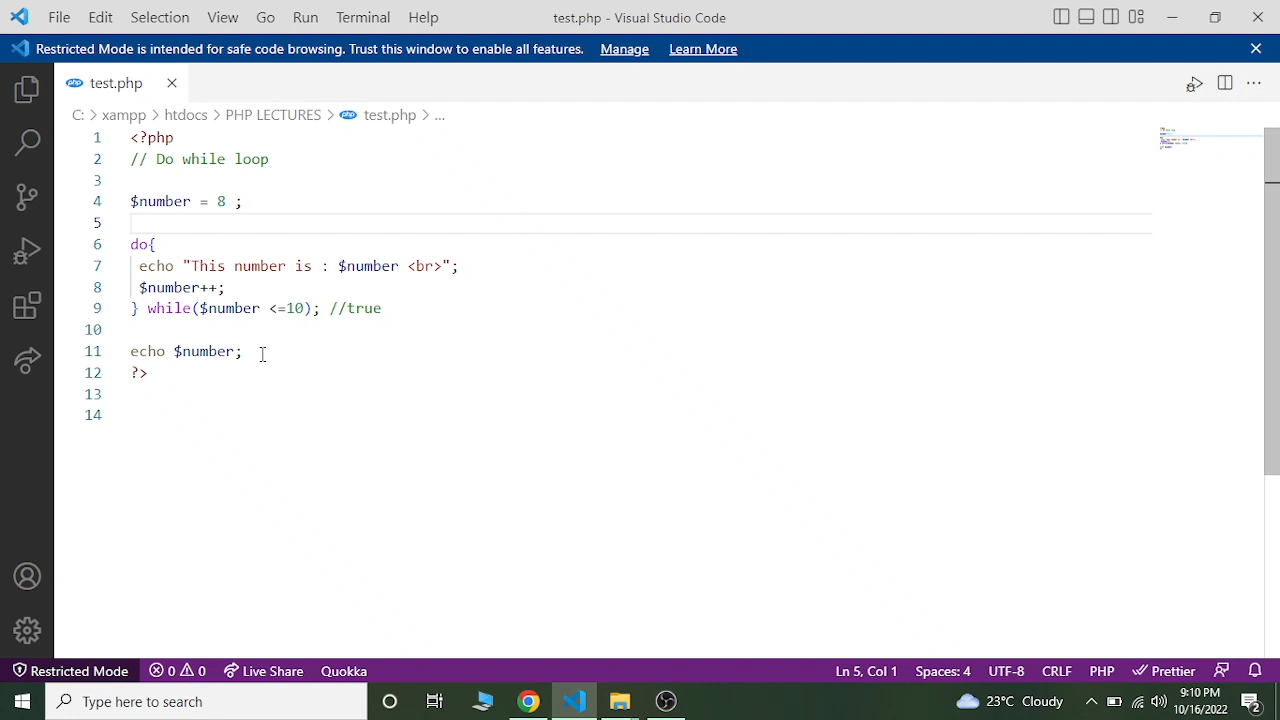 File Edit Selection View Go Run Terminal Help test.php - Visual Studio Code
Restricted Mode is intended for safe code browsing. Trust this window to enable all features. Manage Learn More
php test.php
C: > xampp > htdocs > PHP LECTURES > php test.php > ...
1 <?php
2 // Do while loop
3
4 $number = 8 ;
5
6 do{
7 echo "This number is : $number <br>";
8 $number++;
9 } while($number <=10); //true
10
11 echo $number;
12 ?>
13
14
Restricted Mode 0 0 Live Share Quokka Ln 5, Col 1 Spaces: 4 UTF-8 CRLF PHP Prettier
Type here to search 23°C Cloudy 9:10 PM
10/16/2022 2